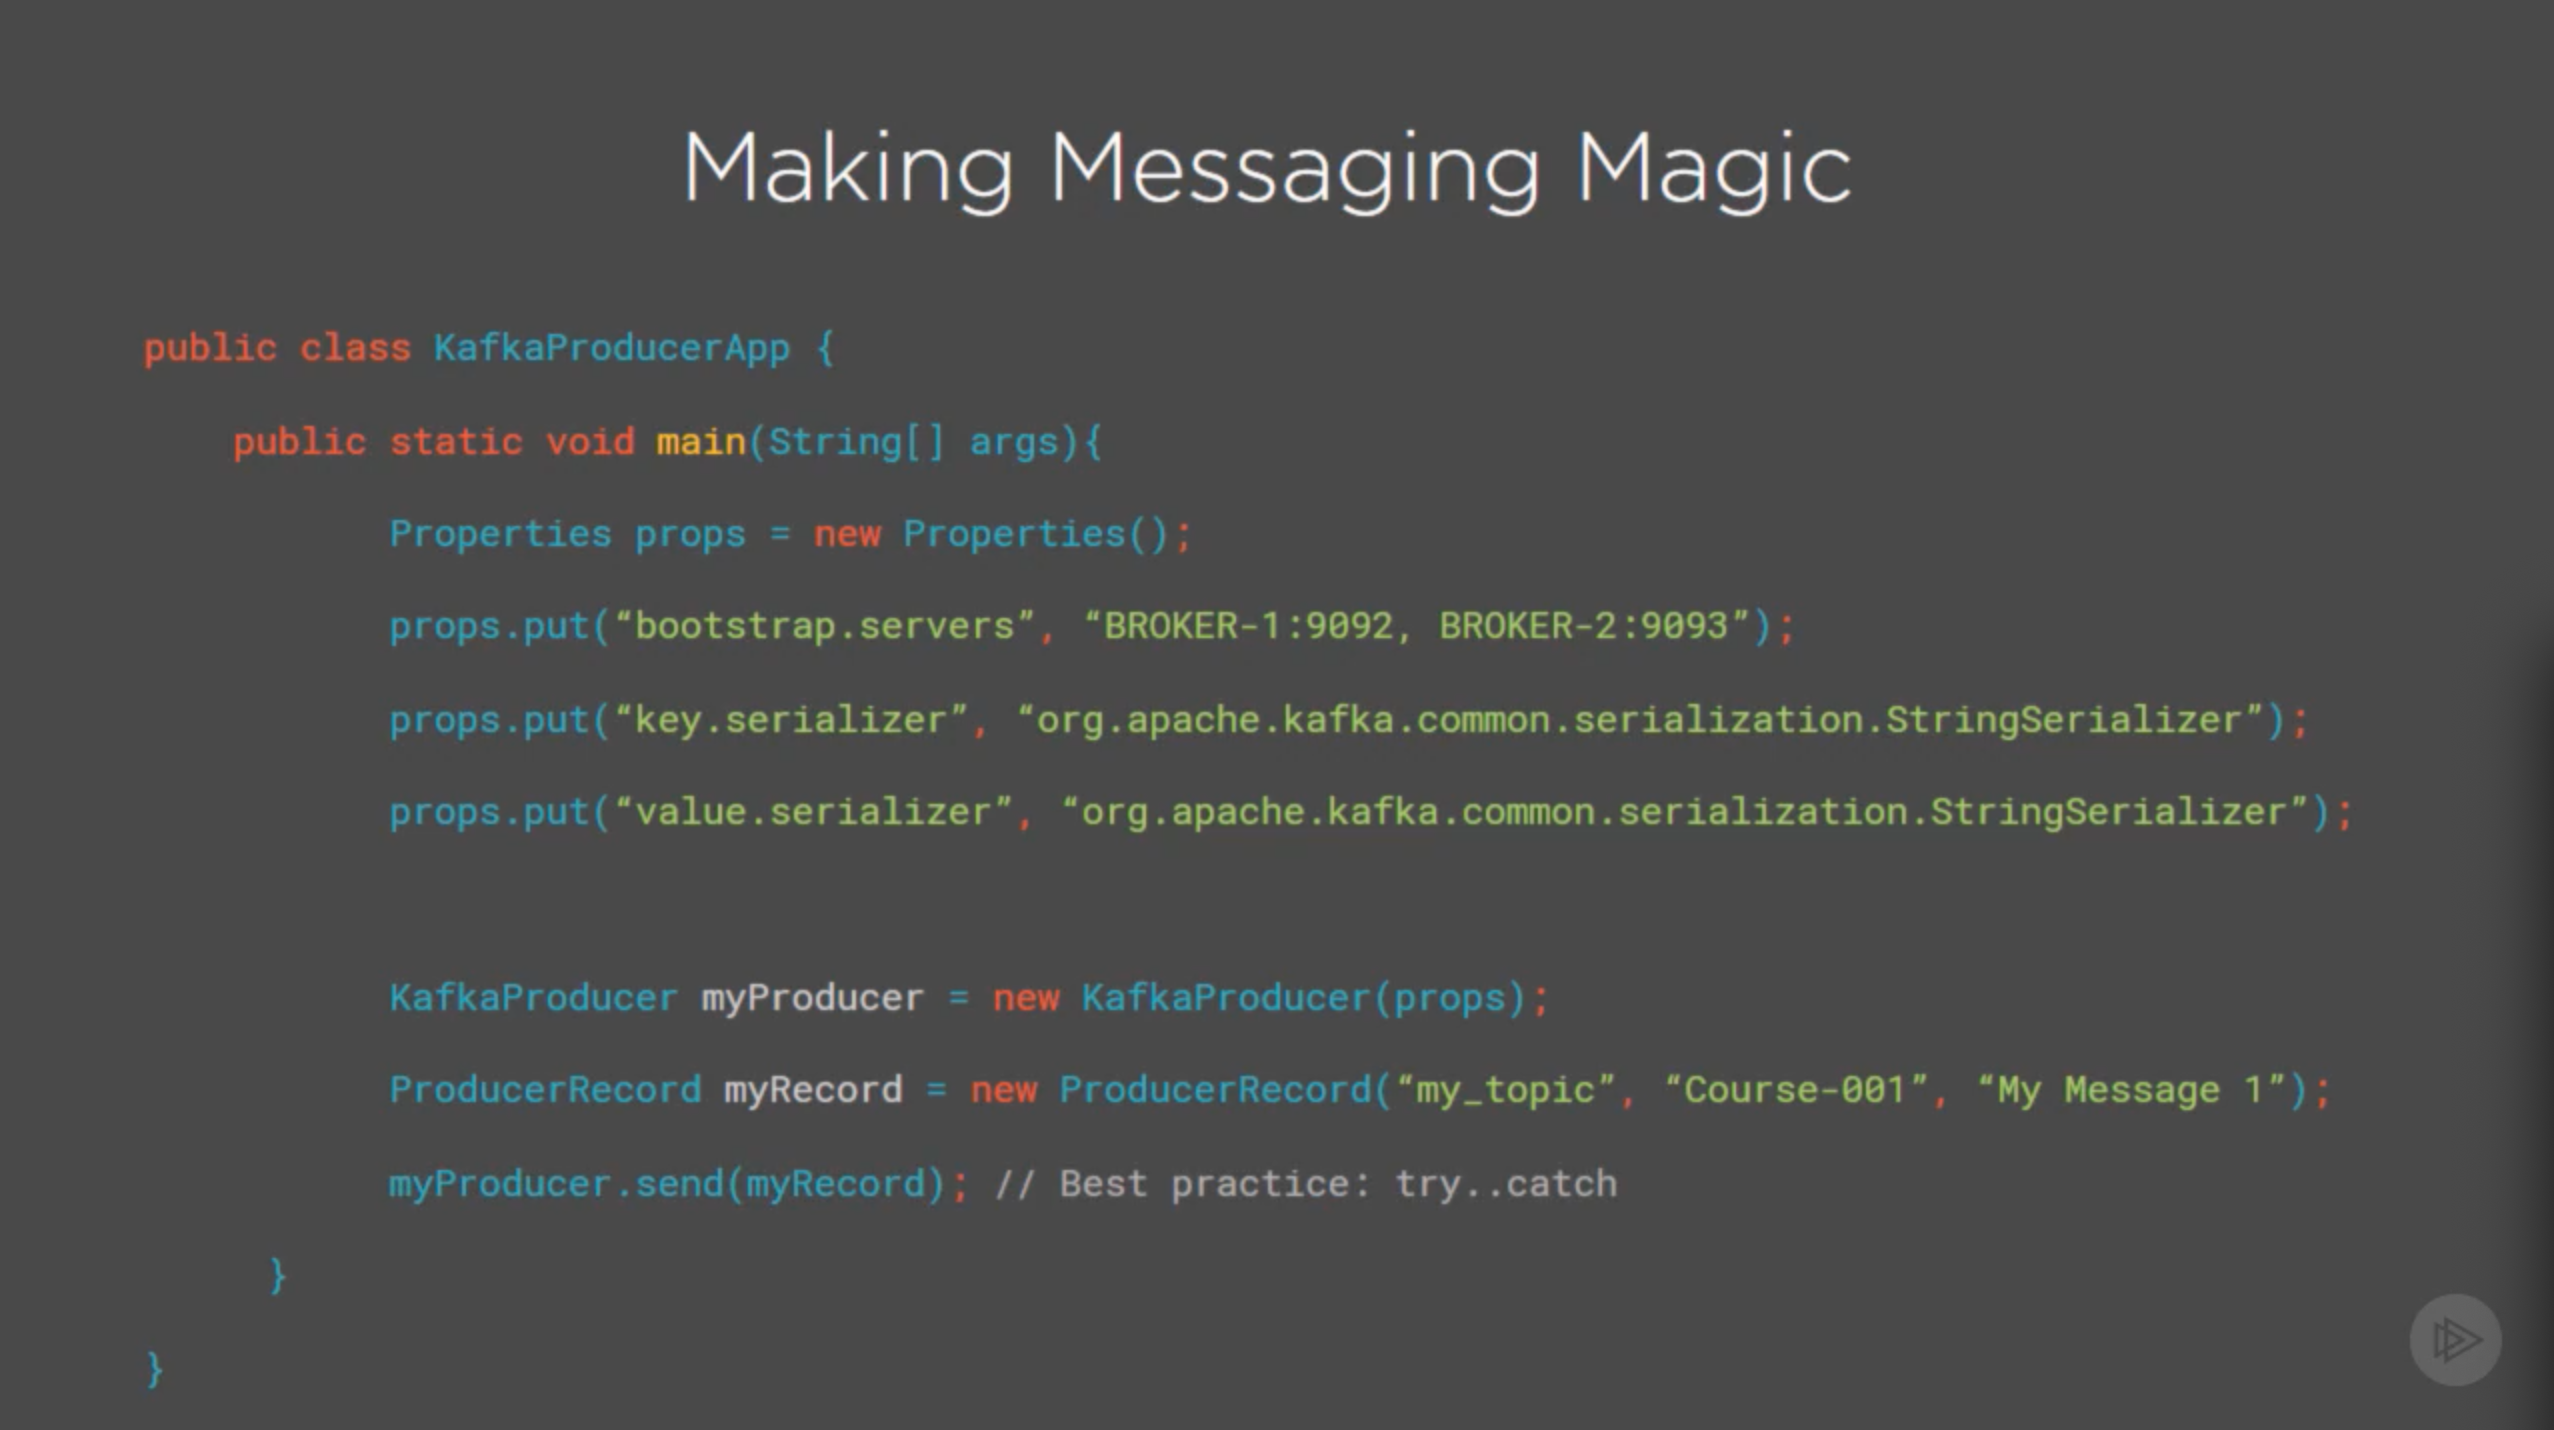 Making Messaging Magic
public class KafkaProducerApp {
public static void main(String[] args){
Properties props = new Properties();
props.put(“bootstrap.servers”, “BROKER-1:9092, BROKER-2:9093”);
props.put(“key.serializer”, “org.apache.kafka.common.serialization.StringSerializer”);
props.put(“value.serializer”, “org.apache.kafka.common.serialization.StringSerializer”);
KafkaProducer myProducer = new KafkaProducer(props);
ProducerRecord myRecord = new ProducerRecord(“my_topic”, “Course-001”, “My Message 1”);
myProducer.send(myRecord); // Best practice: try..catch
}
}